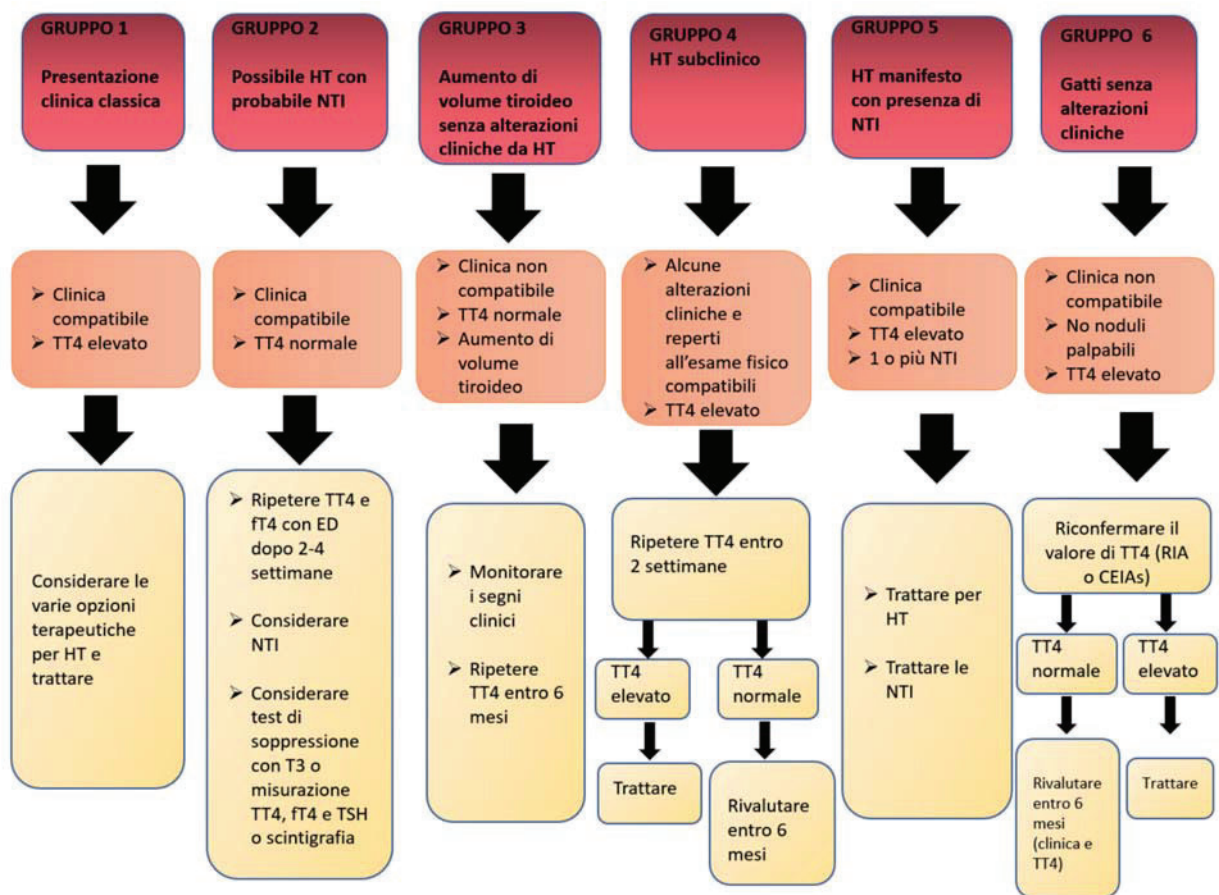 GRUPPO 1
Presentazione
clinica classica
GRUPPO 2
Possibile HT con
probabile NTI
GRUPPO 3
Aumento di
volume tiroideo
senza alterazioni
cliniche da HT
GRUPPO 4
HT subclinico
GRUPPO 5
HT manifesto
con presenza di
NTI
GRUPPO 6
Gatti senza
alterazioni
cliniche
➢ Clinica
compatibile
➢ TT4 elevato
➢ Clinica
compatibile
➢ TT4 normale
➢ Clinica non
compatibile
➢ TT4 normale
➢ Aumento di
volume
tiroideo
➢ Alcune
alterazioni
cliniche e
reperti
all'esame fisico
compatibili
➢ TT4 elevato
➢ Clinica
compatibile
➢ TT4 elevato
➢ 1 o più NTI
➢ Clinica non
compatibile
➢ No noduli
palpabili
➢ TT4 elevato
Considerare le
varie opzioni
terapeutiche
per HT e
trattare
➢ Ripetere TT4 e
fT4 con ED
dopo 2-4
settimane
➢ Considerare
NTI
➢ Considerare
test di
soppressione
con T3 o
misurazione
TT4, fT4 e TSH
o scintigrafia
➢ Monitorare
i segni
clinici
➢ Ripetere
TT4 entro 6
mesi
Ripetere TT4 entro
2 settimane
TT4
elevato
TT4
normale
Trattare
Rivalutare
entro 6
mesi
➢ Trattare per
HT
➢ Trattare le
NTI
Riconfermare il
valore di TT4 (RIA
o CEIAs)
TT4
normale
TT4
elevato
Rivalutare
entro 6
mesi
(clinica e
TT4)
Trattare